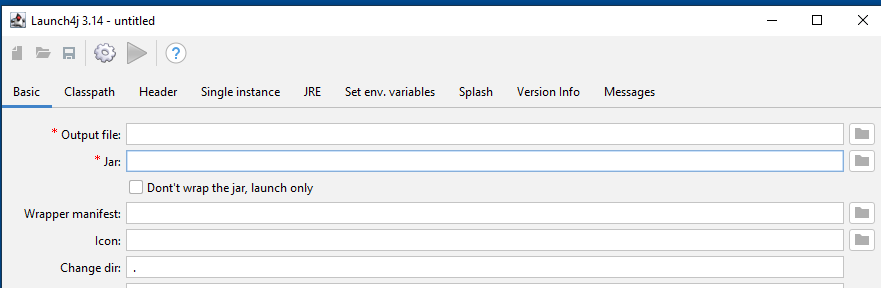 Launch4j 3.14 - untitled
?
Basic Classpath Header Single instance JRE Set env. variables Splash Version Info Messages
* Output file:
* Jar:
Dont't wrap the jar, launch only
Wrapper manifest:
Icon:
Change dir: .